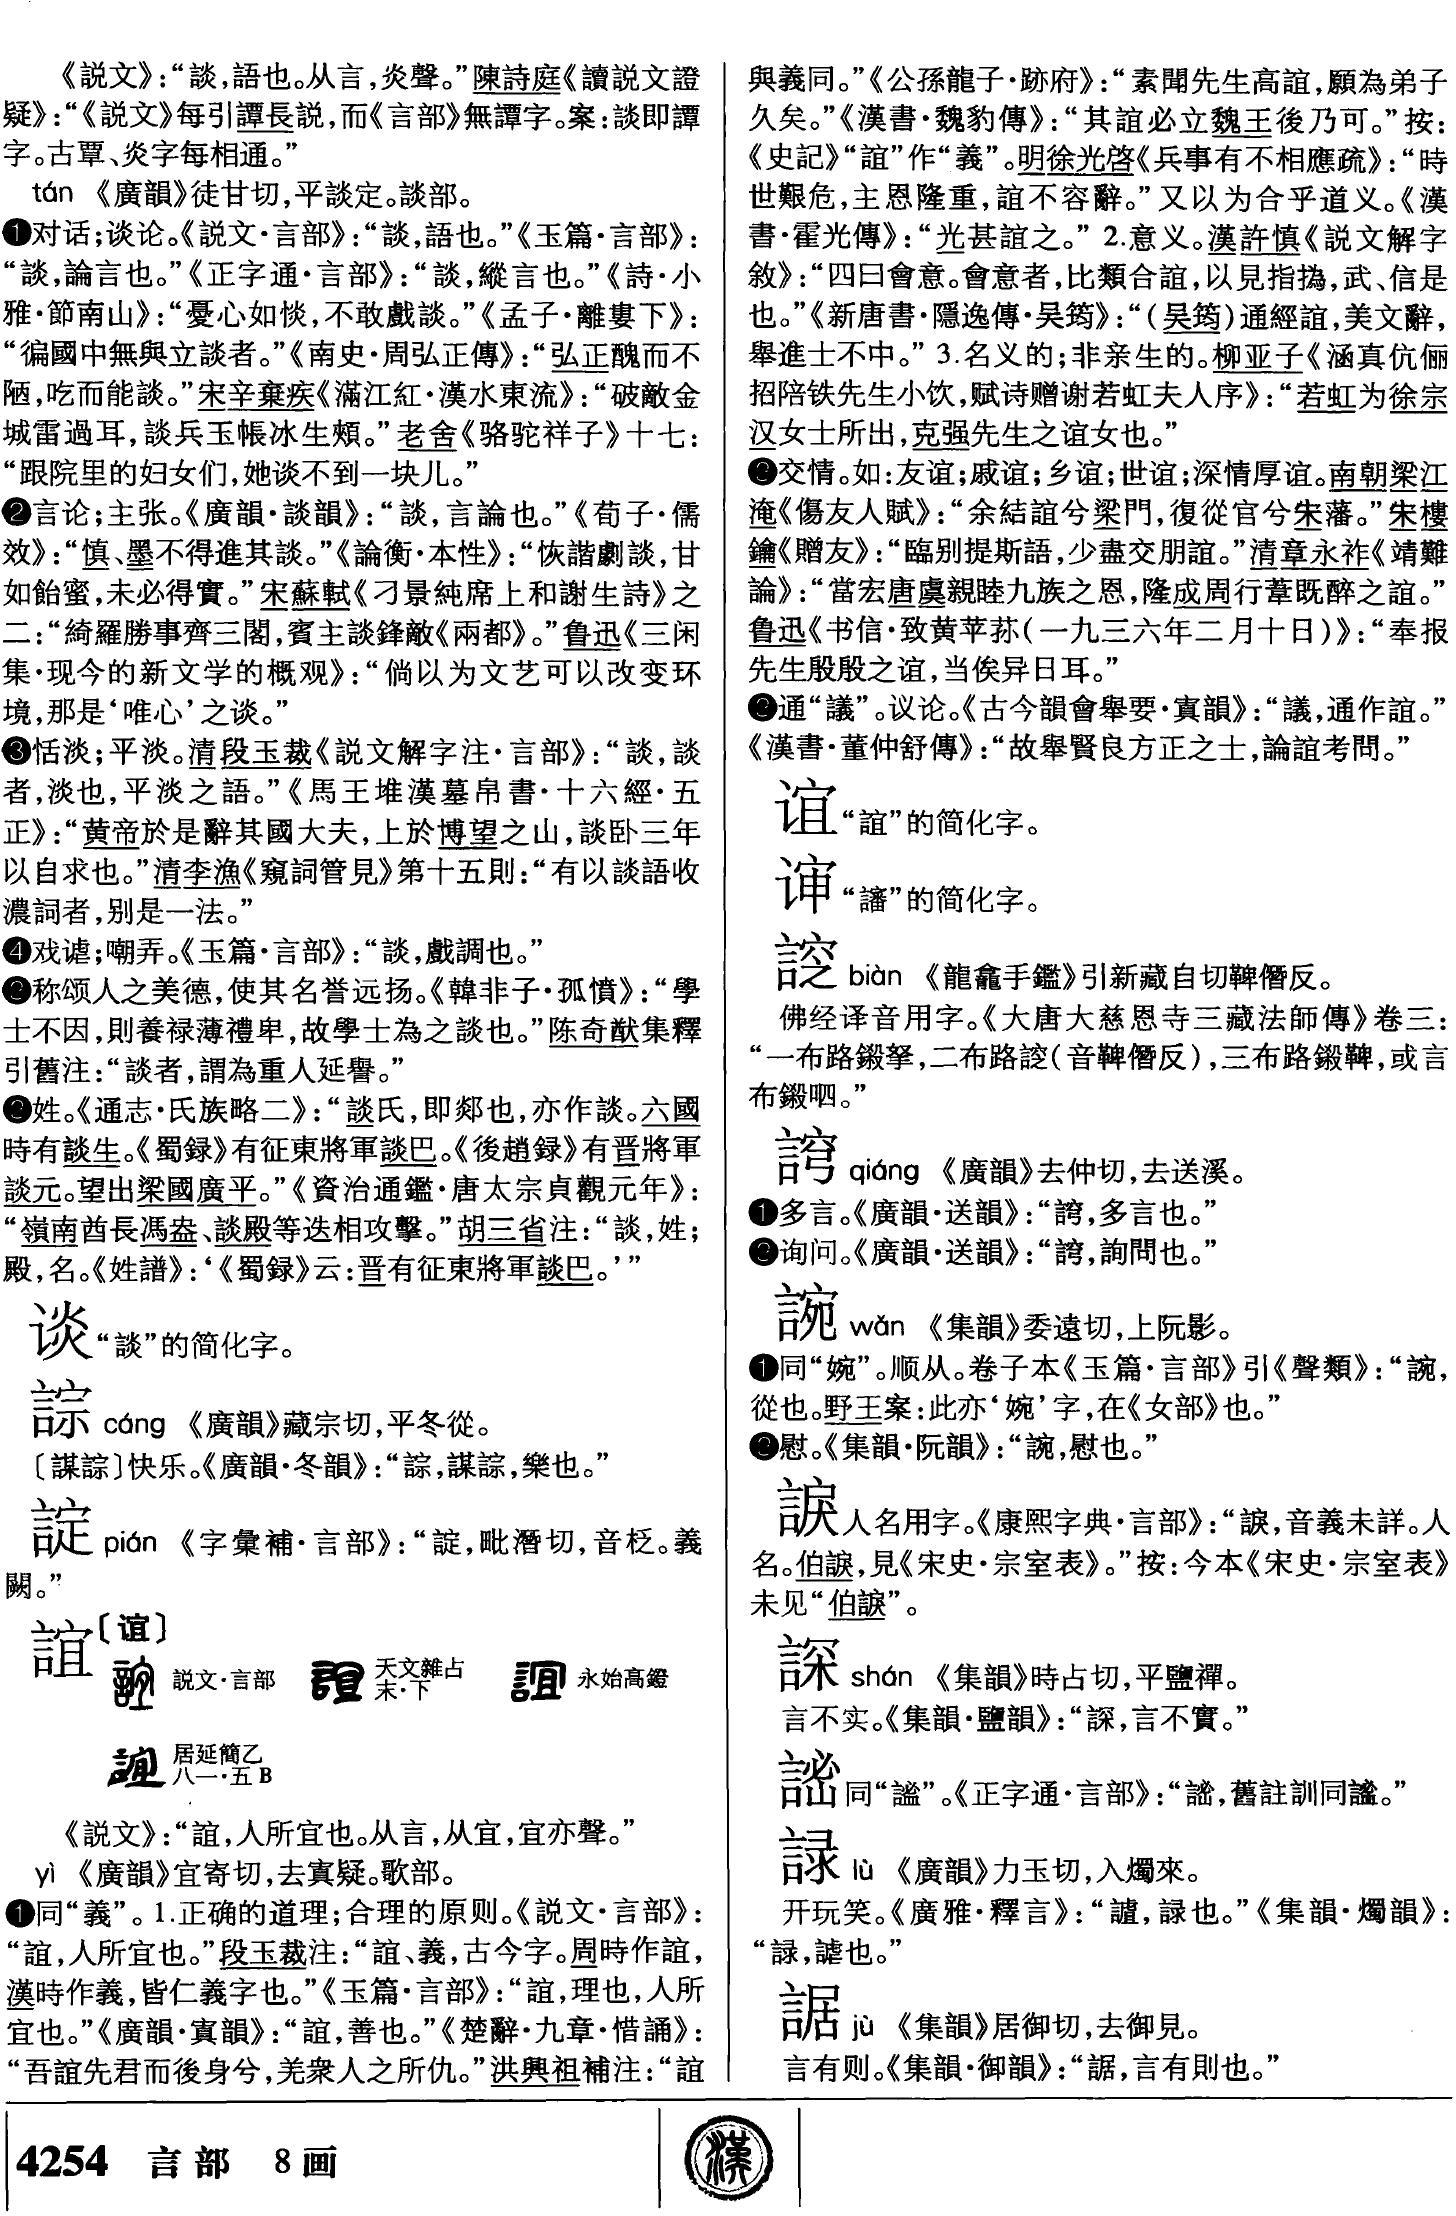 《説文》：“談，語也。从言，炎聲。”陳詩庭《讀説文證
疑》：“《説文》每引譚長説，而《言部》無譚字。案：談即譚
字。古覃、炎字每相通。”
tán 《廣韻》徒甘切，平談定。談部。
❶对话；谈论。《説文·言部》：“談，語也。”《玉篇·言部》：
“談，論言也。”《正字通·言部》：“談，縱言也。”《詩·小
雅·節南山》：“憂心如惔，不敢戲談。”《孟子·離婁下》：
“徧國中無與立談者。”《南史·周弘正傳》：“弘正醜而不
陋，吃而能談。”宋辛棄疾《滿江紅·漢水東流》：“破敵金
城雷過耳，談兵玉帳冰生頰。”老舍《骆驼祥子》十七：
“跟院里的妇女们，她谈不到一块儿。”
❷言论；主张。《廣韻·談韻》：“談，言論也。”《荀子·儒
效》：“慎、墨不得進其談。”《論衡·本性》：“恢諧劇談，甘
如飴蜜，未必得實。”宋蘇軾《刁景純席上和謝生詩》之
二：“綺羅勝事齊三閣，賓主談鋒敵《兩都》。”鲁迅《三闲
集·现今的新文学的概观》：“倘以为文艺可以改变环
境，那是‘唯心’之谈。”
❸恬淡；平淡。清段玉裁《説文解字注·言部》：“談，談
者，淡也，平淡之語。”《馬王堆漢墓帛書·十六經·五
正》：“黄帝於是辭其國大夫，上於博望之山，談卧三年
以自求也。”清李漁《窺詞管見》第十五則：“有以談語收
濃詞者，别是一法。”
❹戏谑；嘲弄。《玉篇·言部》：“談，戲調也。”
❷称颂人之美德，使其名誉远扬。《韓非子·孤憤》：“學
士不因，則養禄薄禮卑，故學士為之談也。”陈奇猷集釋
引舊注：“談者，謂為重人延譽。”
❷姓。《通志·氏族略二》：“談氏，即郯也，亦作談。六國
時有談生。《蜀録》有征東將軍談巴。《後趙録》有晋將軍
談元。望出梁國廣平。”《資治通鑑·唐太宗貞觀元年》：
“嶺南酋長馮盎、談殿等迭相攻擊。”胡三省注：“談，姓；
殿，名。《姓譜》：‘《蜀録》云：晋有征東將軍談巴。’”
谈 “談”的简化字。
誴 cóng 《廣韻》藏宗切，平冬從。
〔謀誴〕快乐。《廣韻·冬韻》：“誴，謀誴，樂也。”
諚 pián 《字彙補·言部》：“諚，毗潛切，音柉。義
闕。”
誼〔谊〕
説文·言部 天文雜占末·下 永始高鐙
居延簡乙八一·五B
《説文》：“誼，人所宜也。从言，从宜，宜亦聲。”
yì 《廣韻》宜寄切，去寘疑。歌部。
❶同“義”。1.正确的道理；合理的原则。《説文·言部》：
“誼，人所宜也。”段玉裁注：“誼、義，古今字。周時作誼，
漢時作義，皆仁義字也。”《玉篇·言部》：“誼，理也，人所
宜也。”《廣韻·寘韻》：“誼，善也。”《楚辭·九章·惜誦》：
“吾誼先君而後身兮，羌衆人之所仇。”洪興祖補注：“誼
與義同。”《公孫龍子·跡府》：“素聞先生高誼，願為弟子
久矣。”《漢書·魏豹傳》：“其誼必立魏王後乃可。”按：
《史記》“誼”作“義”。明徐光啓《兵事有不相應疏》：“時
世艱危，主恩隆重，誼不容辭。”又以为合乎道义。《漢
書·霍光傳》：“光甚誼之。”2.意义。漢許慎《説文解字
敘》：“四曰會意。會意者，比類合誼，以見指撝，武、信是
也。”《新唐書·隱逸傳·吴筠》：“（吴筠）通經誼，美文辭，
舉進士不中。”3.名义的；非亲生的。柳亚子《涵真伉俪
招陪铁先生小饮，赋诗赠谢若虹夫人序》：“若虹为徐宗
汉女士所出，克强先生之谊女也。”
❷交情。如：友谊；戚谊；乡谊；世谊；深情厚谊。南朝梁江
淹《傷友人賦》：“余結誼兮梁門，復從官兮朱藩。”朱樓
鑰《贈友》：“臨别提斯語，少盡交朋誼。”清章永祚《靖難
論》：“當宏唐虞親睦九族之恩，隆成周行葦既醉之誼。”
鲁迅《书信·致黄苹荪（一九三六年二月十日）》：“奉报
先生殷殷之谊，当俟异日耳。”
❷通“議”。议论。《古今韻會舉要·寘韻》：“議，通作誼。”
《漢書·董仲舒傳》：“故舉賢良方正之士，論誼考問。”
谊 “誼”的简化字。
谉 “讅”的简化字。
biàn 《龍龕手鑑》引新藏自切鞞僭反。
佛经译音用字。《大唐大慈恩寺三藏法師傳》卷三：
“一布路鍛拏，二布路（音鞞僭反），三布路鍛鞞，或言
布鍛呬。”
qiáng 《廣韻》去仲切，去送溪。
❶多言。《廣韻·送韻》：“，多言也。”
❷询问。《廣韻·送韻》：“，詢問也。”
䛷 wǎn 《集韻》委遠切，上阮影。
❶同“婉”。顺从。卷子本《玉篇·言部》引《聲類》：“䛷，
從也。野王案：此亦‘婉’字，在《女部》也。”
❷慰。《集韻·阮韻》：“䛷，慰也。”
人名用字。《康熙字典·言部》：“，音義未詳。人
名。伯，見《宋史·宗室表》。”按：今本《宋史·宗室表》
未见“伯”。
shán 《集韻》時占切，平鹽禪。
言不实。《集韻·鹽韻》：“，言不實。”
同“謐”。《正字通·言部》：“，舊註訓同謐。”
lù 《廣韻》力玉切，入燭來。
开玩笑。《廣雅·釋言》：“，也。”《集韻·燭韻》：
“，謔也。”
䛯 jù 《集韻》居御切，去御見。
言有则。《集韻·御韻》：“䛯，言有則也。”
4254 言部 8画
漢